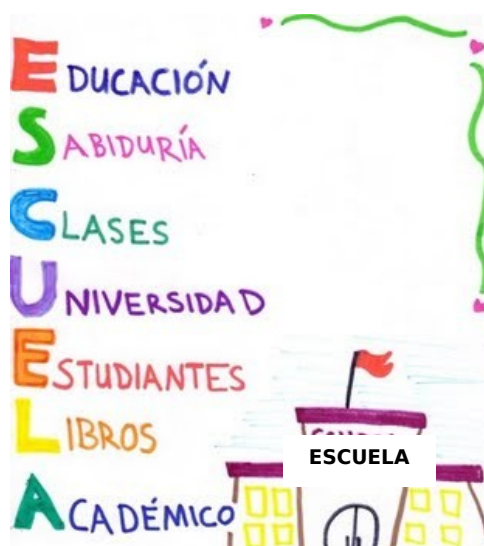 EDUCACIÓN
SABIDURÍA
CLASES
UNIVERSIDAD
ESTUDIANTES
LIBROS
ESCUELA
ACADÉMICO